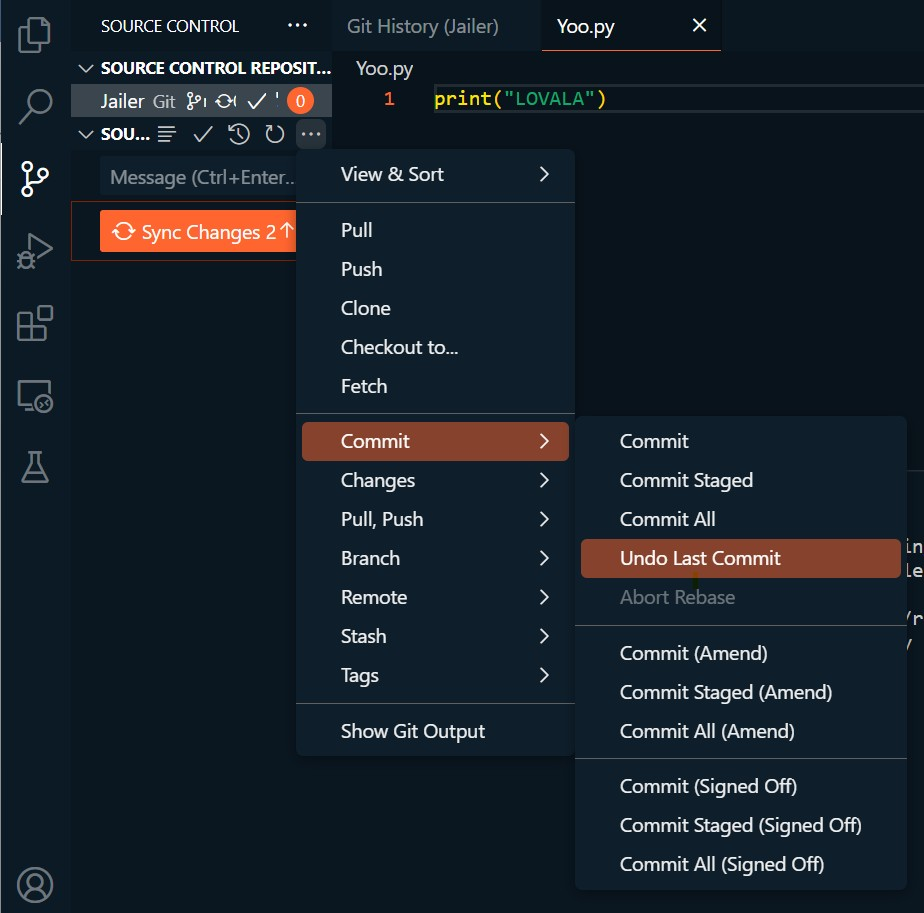 SOURCE CONTROL
Git History (Jailer)
Yoo.py
SOURCE CONTROL REPOSIT...
Jailer Git
0
SOU...
Message (Ctrl+Enter...
Sync Changes 2↑
Yoo.py
1 print("LOVALA")
View & Sort
Pull
Push
Clone
Checkout to...
Fetch
Commit
Changes
Pull, Push
Branch
Remote
Stash
Tags
Show Git Output
Commit
Commit Staged
Commit All
Undo Last Commit
Abort Rebase
Commit (Amend)
Commit Staged (Amend)
Commit All (Amend)
Commit (Signed Off)
Commit Staged (Signed Off)
Commit All (Signed Off)